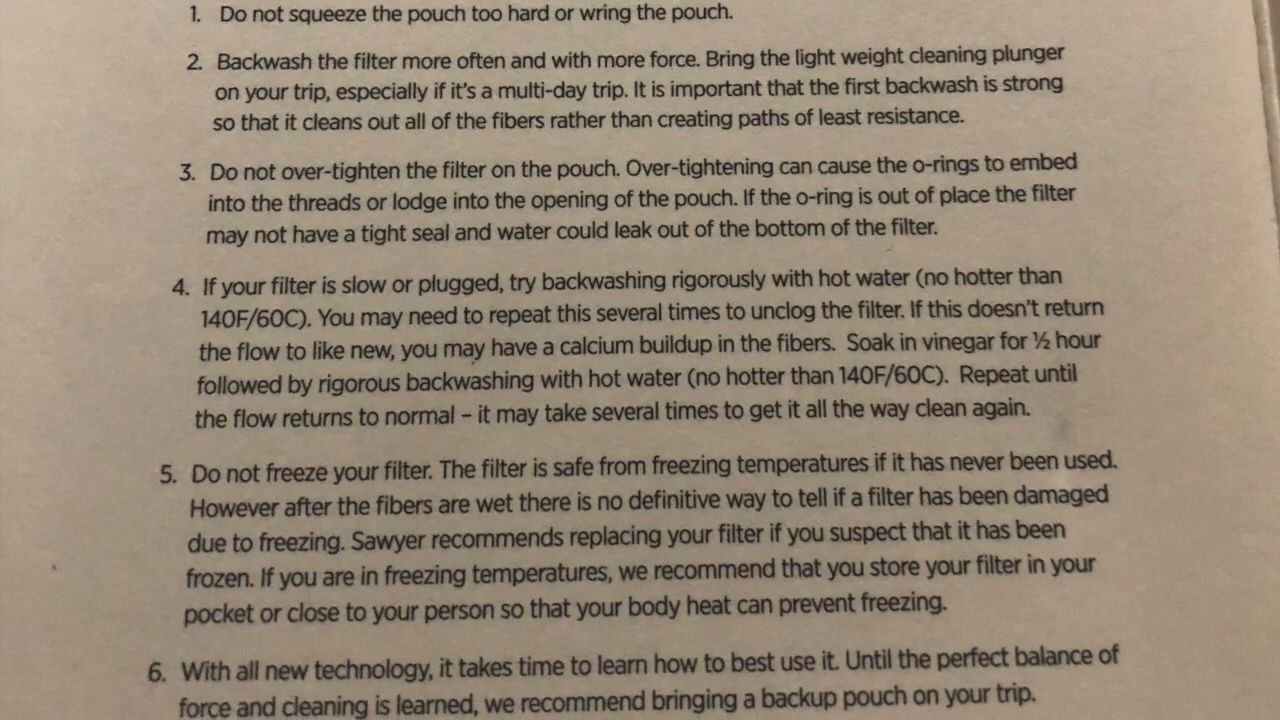 1. Do not squeeze the pouch too hard or wring the pouch.
2. Backwash the filter more often and with more force. Bring the light weight cleaning plunger
on your trip, especially if it's a multi-day trip. It is important that the first backwash is strong
so that it cleans out all of the fibers rather than creating paths of least resistance.
3. Do not over-tighten the filter on the pouch. Over-tightening can cause the o-rings to embed
into the threads or lodge into the opening of the pouch. If the o-ring is out of place the filter
may not have a tight seal and water could leak out of the bottom of the filter.
4. If your filter is slow or plugged, try backwashing rigorously with hot water (no hotter than
140F/60C). You may need to repeat this several times to unclog the filter. If this doesn't return
the flow to like new, you may have a calcium buildup in the fibers. Soak in vinegar for ½ hour
followed by rigorous backwashing with hot water (no hotter than 140F/60C). Repeat until
the flow returns to normal – it may take several times to get it all the way clean again.
5. Do not freeze your filter. The filter is safe from freezing temperatures if it has never been used.
However after the fibers are wet there is no definitive way to tell if a filter has been damaged
due to freezing. Sawyer recommends replacing your filter if you suspect that it has been
frozen. If you are in freezing temperatures, we recommend that you store your filter in your
pocket or close to your person so that your body heat can prevent freezing.
6. With all new technology, it takes time to learn how to best use it. Until the perfect balance of
force and cleaning is learned, we recommend bringing a backup pouch on your trip.